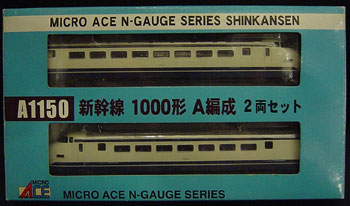 MICRO ACE N-GAUGE SERIES SHINKANSEN
A1150 新幹線 1000形 A編成 2両セット
MICRO ACE
MICRO ACE N-GAUGE SERIES